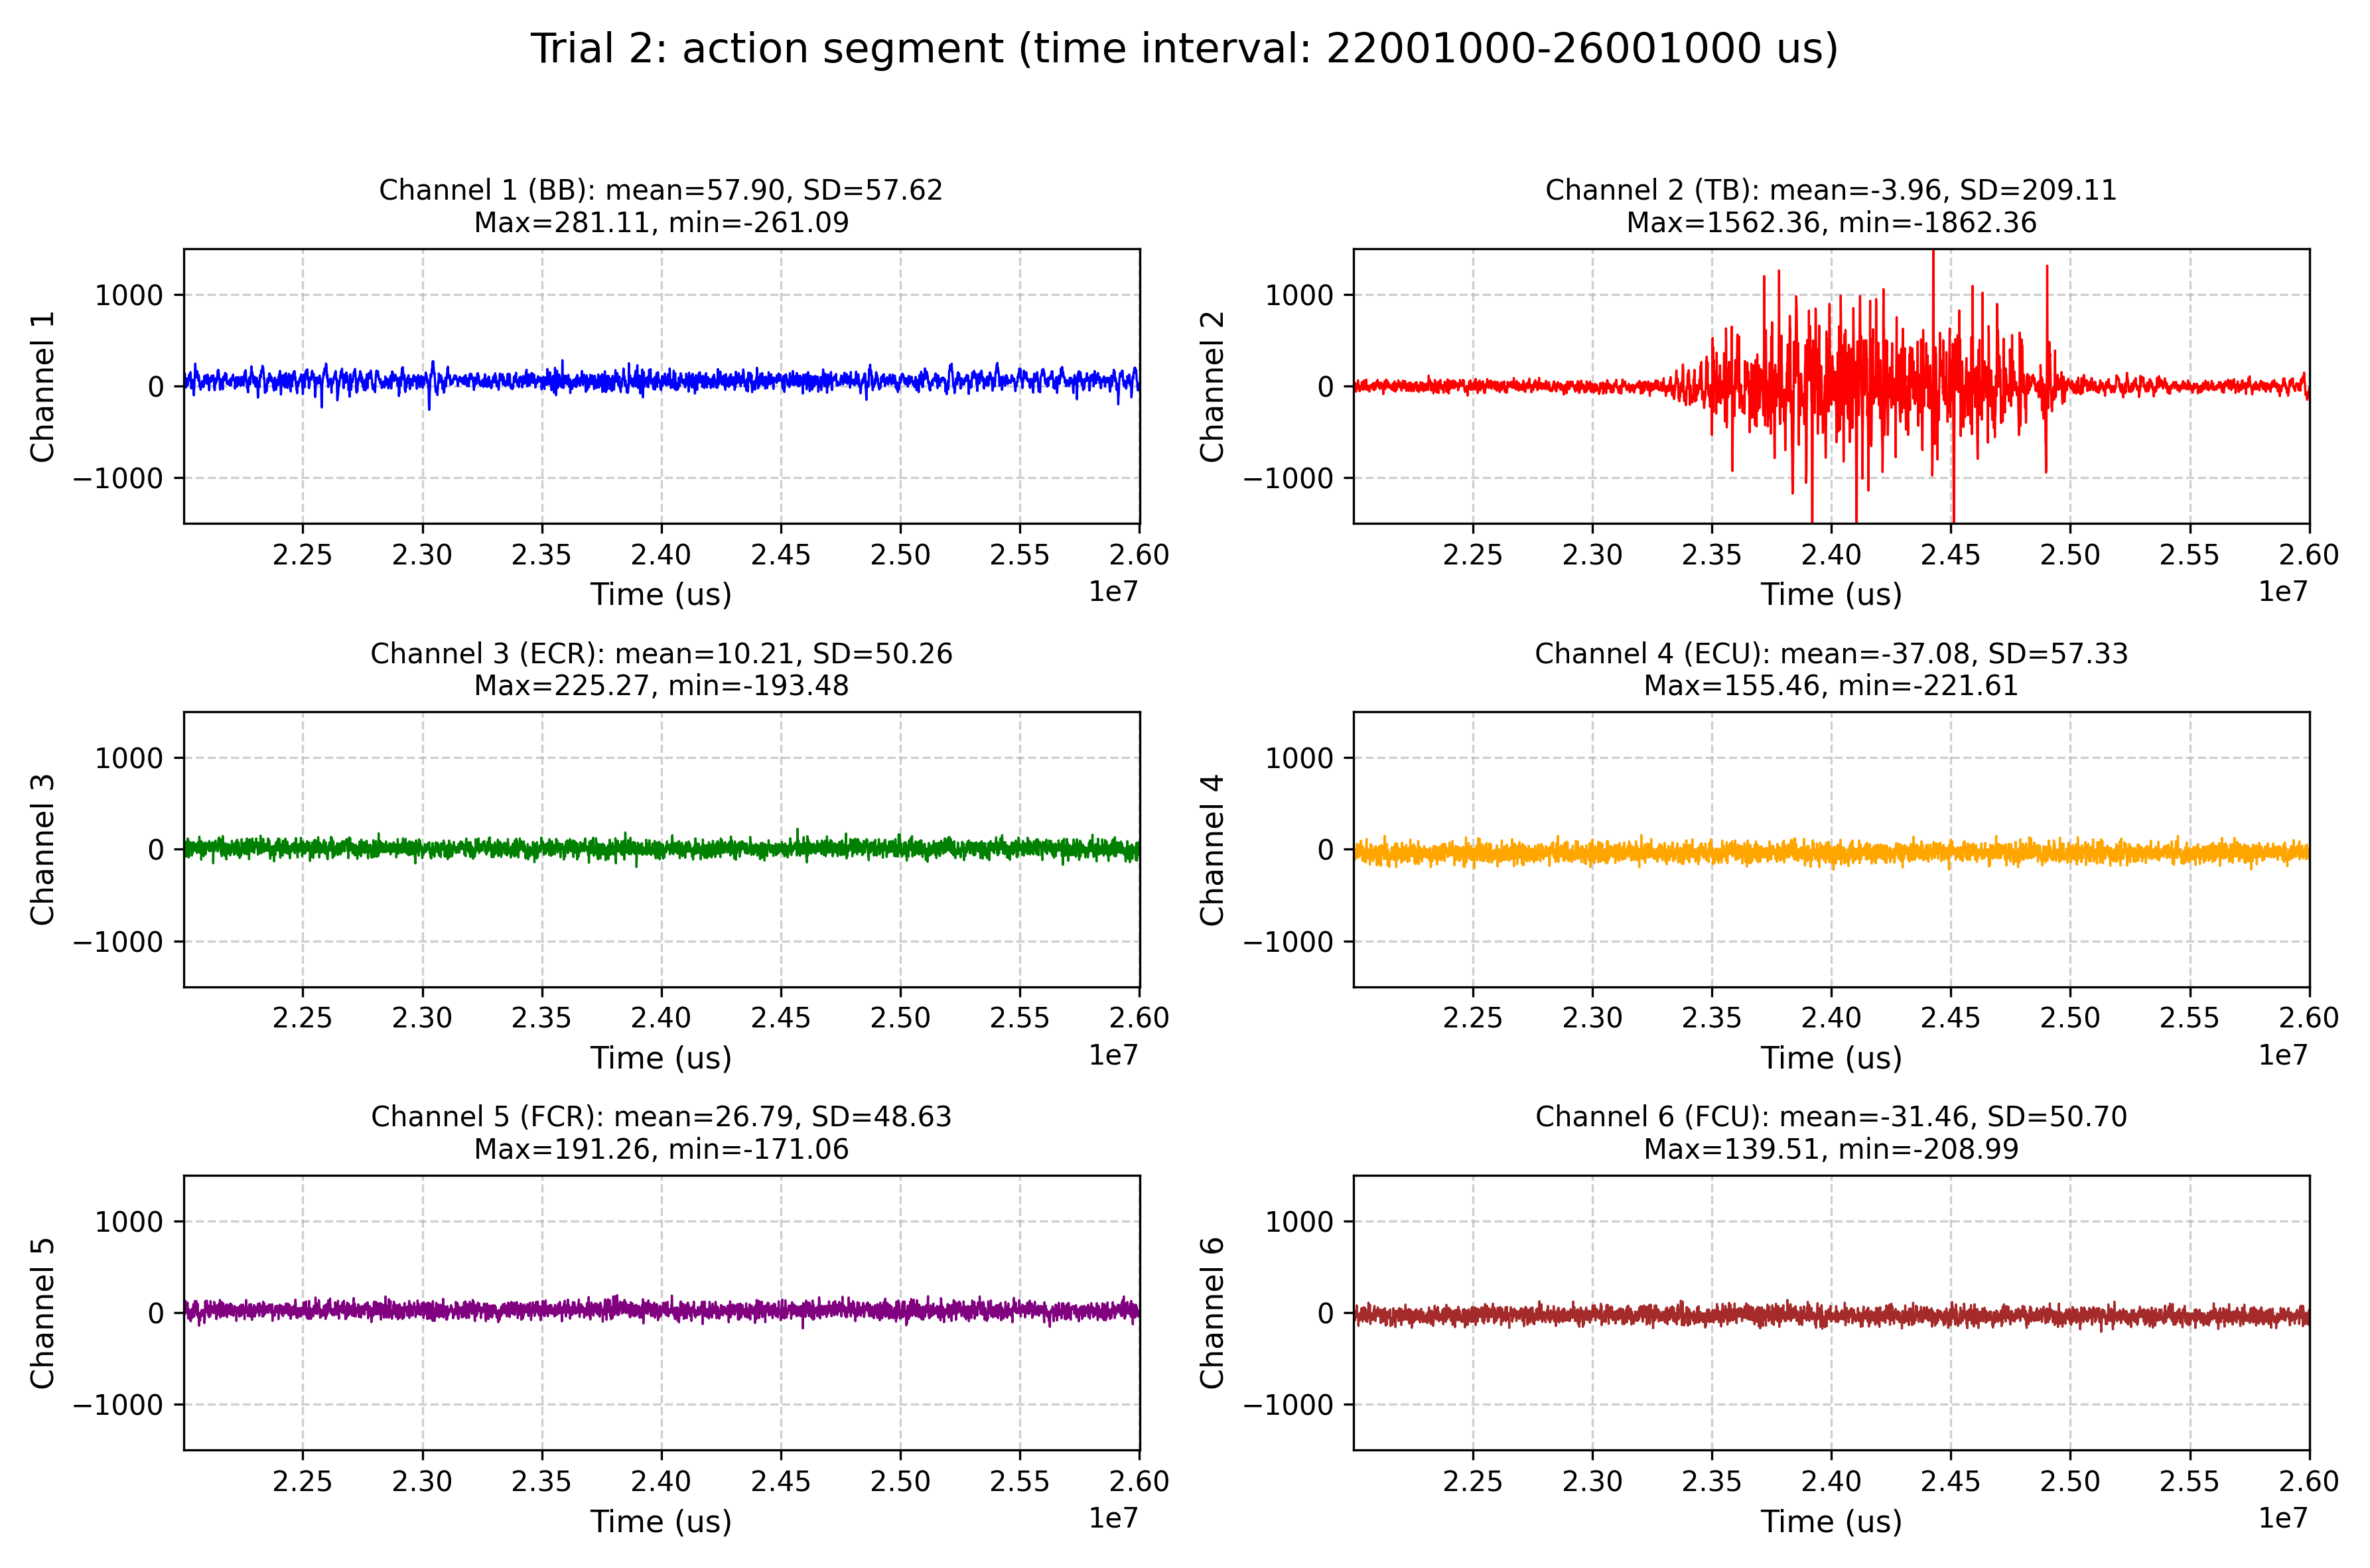 Trial 2: action segment (time interval: 22001000-26001000 us)
Channel 1 (BB): mean=57.90, SD=57.62
Max=281.11, min=-261.09
Channel 1
1000
0
−1000
2.25 2.30 2.35 2.40 2.45 2.50 2.55 2.60
1e7
Time (us)
Channel 2 (TB): mean=-3.96, SD=209.11
Max=1562.36, min=-1862.36
Channel 2
1000
0
−1000
2.25 2.30 2.35 2.40 2.45 2.50 2.55 2.60
1e7
Time (us)
Channel 3 (ECR): mean=10.21, SD=50.26
Max=225.27, min=-193.48
Channel 3
1000
0
−1000
2.25 2.30 2.35 2.40 2.45 2.50 2.55 2.60
1e7
Time (us)
Channel 4 (ECU): mean=-37.08, SD=57.33
Max=155.46, min=-221.61
Channel 4
1000
0
−1000
2.25 2.30 2.35 2.40 2.45 2.50 2.55 2.60
1e7
Time (us)
Channel 5 (FCR): mean=26.79, SD=48.63
Max=191.26, min=-171.06
Channel 5
1000
0
−1000
2.25 2.30 2.35 2.40 2.45 2.50 2.55 2.60
1e7
Time (us)
Channel 6 (FCU): mean=-31.46, SD=50.70
Max=139.51, min=-208.99
Channel 6
1000
0
−1000
2.25 2.30 2.35 2.40 2.45 2.50 2.55 2.60
1e7
Time (us)